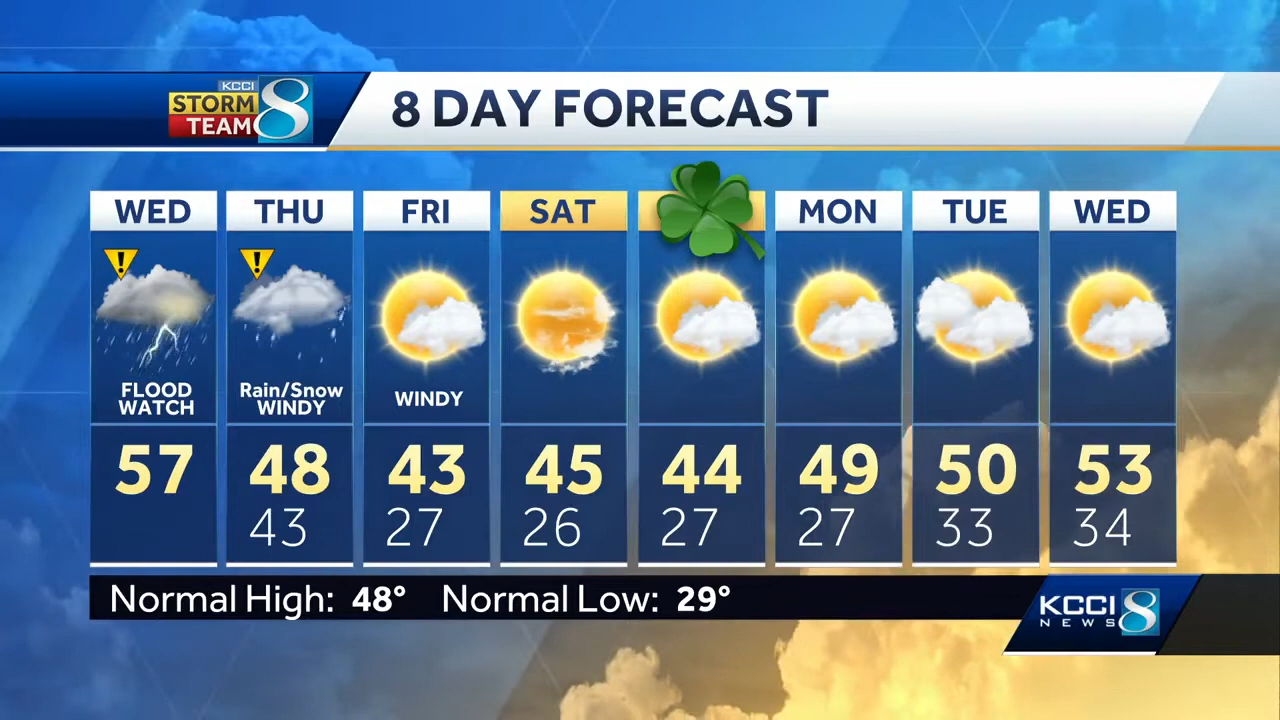 KCCI
STORM
TEAM 8
8 DAY FORECAST
WED THU FRI SAT MON TUE WED
! !
FLOOD
WATCH
Rain/Snow
WINDY
WINDY
57 48 43 45 44 49 50 53
43 27 26 27 27 33 34
Normal High: 48° Normal Low: 29°
KCCI 8
NEWS